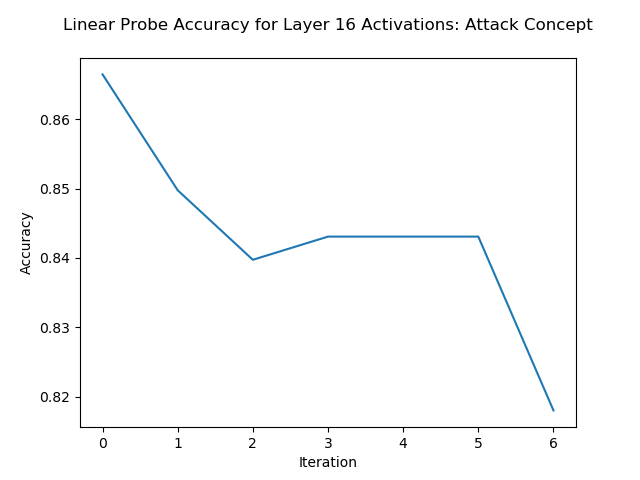 Linear Probe Accuracy for Layer 16 Activations: Attack Concept
0.86
0.85
0.84
0.83
0.82
Accuracy
0 1 2 3 4 5 6
Iteration